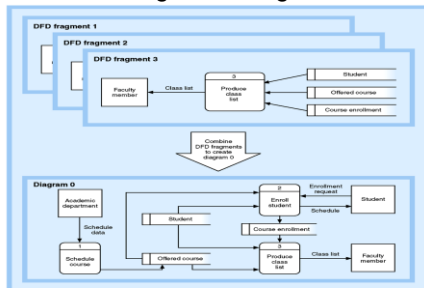 DFD fragment 1
DFD fragment 2
DFD fragment 3
Faculty
member
Class list
3
Produce
class
list
Student
Offered course
Course enrollment
Combine
DFD fragments
to create
diagram 0
Diagram 0
Academic
department
Schedule
data
1
Schedule
course
Student
Offered course
2
Enroll
student
Enrollment
request
Schedule
Student
Course enrollment
3
Produce
class
list
Class list
Faculty
member